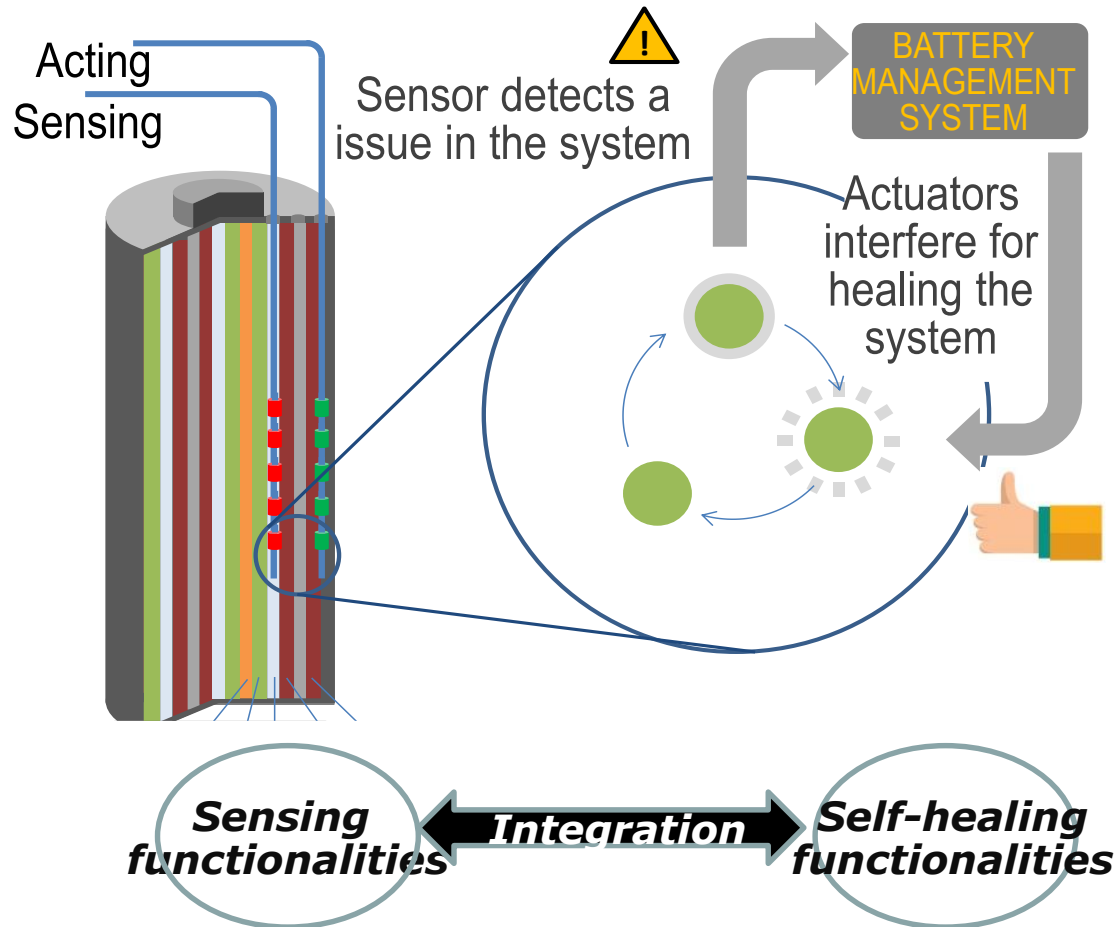 Acting
Sensing
!
Sensor detects a
issue in the system
BATTERY
MANAGEMENT
SYSTEM
Actuators
interfere for
healing the
system
Sensing
functionalities
Integration
Self-healing
functionalities